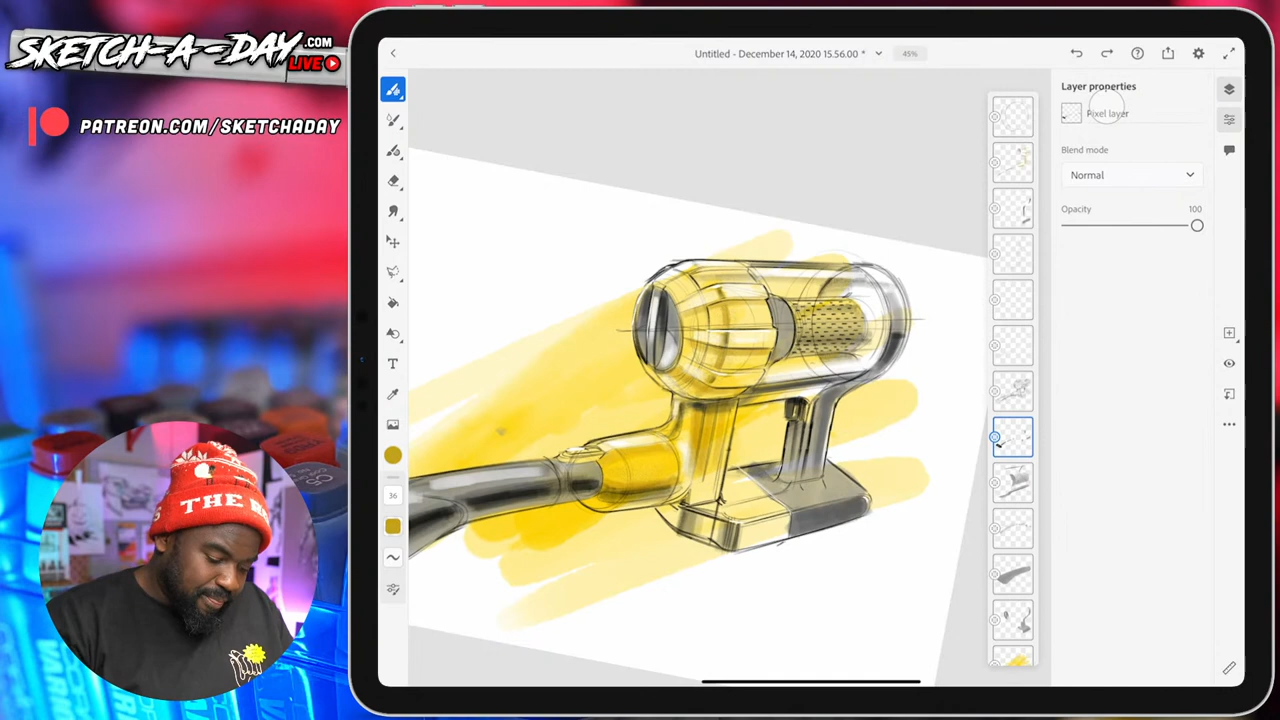 SKETCH-A-DAY.COM
LIVE
PATREON.COM/SKETCHADAY
Untitled - December 14, 2020 15.56.00 *
45%
Layer properties
Pixel layer
Blend mode
Normal
Opacity
100
T
36
THE